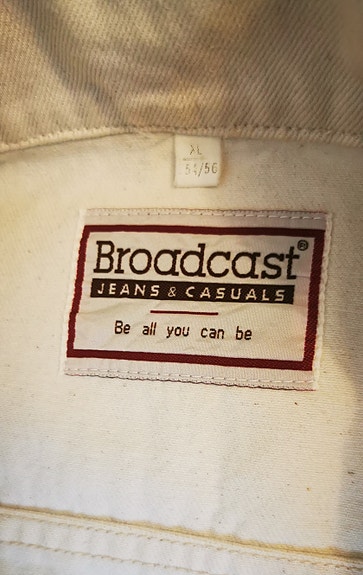 XL
54/56
Broadcast®
JEANS & CASUALS
Be all you can be